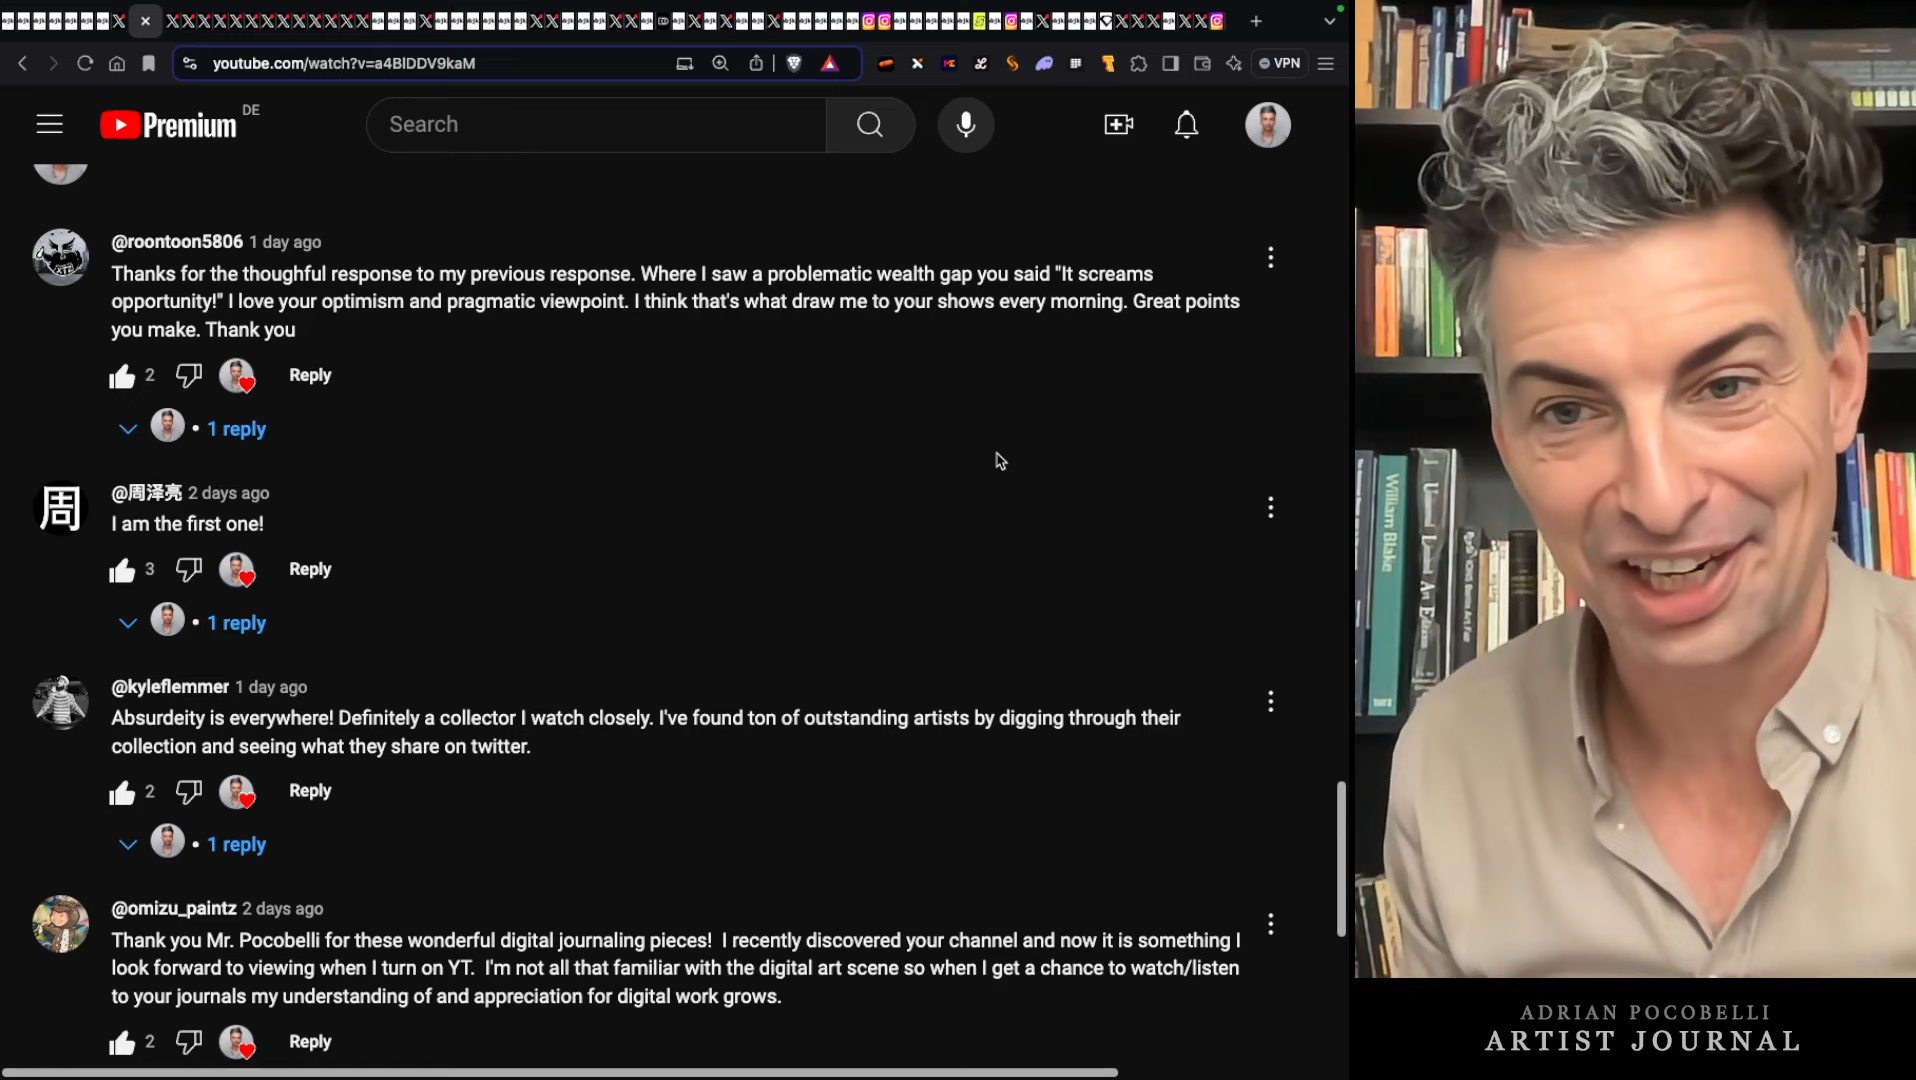 youtube.com/watch?v=a4BIDDV9kaM
VPN
Premium
DE
Search
@roontoon5806 1 day ago
Thanks for the thoughtful response to my previous response. Where I saw a problematic wealth gap you said "It screams
opportunity!" I love your optimism and pragmatic viewpoint. I think that's what draw me to your shows every morning. Great points
you make. Thank you
2
Reply
• 1 reply
周
@周泽亮 2 days ago
I am the first one!
3
Reply
• 1 reply
@kyleflemmer 1 day ago
Absurdeity is everywhere! Definitely a collector I watch closely. I've found ton of outstanding artists by digging through their
collection and seeing what they share on twitter.
2
Reply
• 1 reply
@omizu_paintz 2 days ago
Thank you Mr. Pocobelli for these wonderful digital journaling pieces! I recently discovered your channel and now it is something I
look forward to viewing when I turn on YT. I'm not all that familiar with the digital art scene so when I get a chance to watch/listen
to your journals my understanding of and appreciation for digital work grows.
2
Reply
William Blake
ADRIAN POCOBELLI
ARTIST JOURNAL